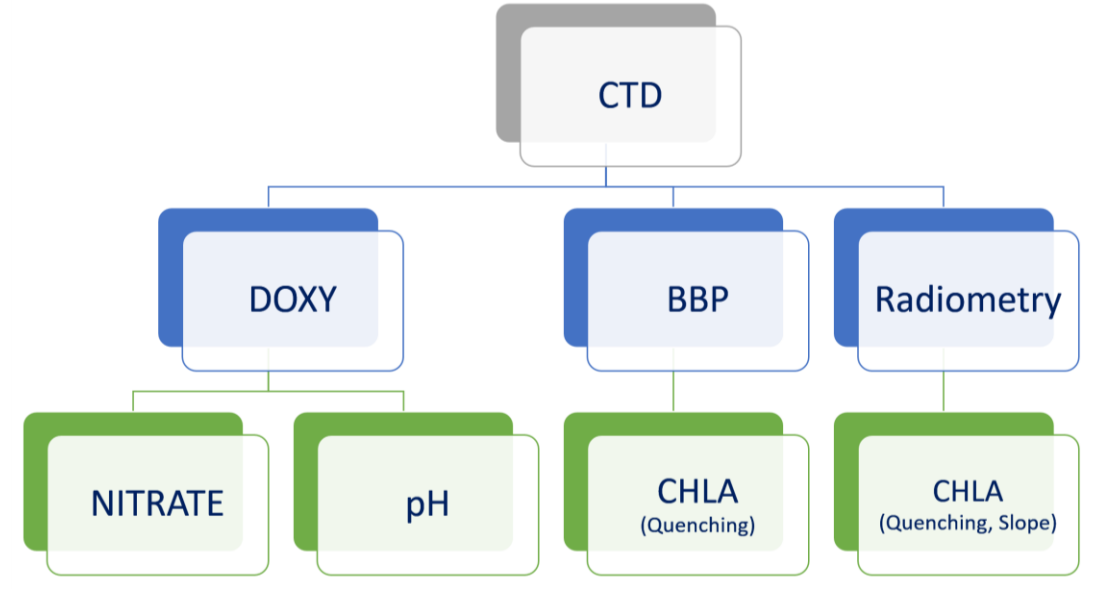 CTD
DOXY
BBP
Radiometry
NITRATE
pH
CHLA
(Quenching)
CHLA
(Quenching, Slope)